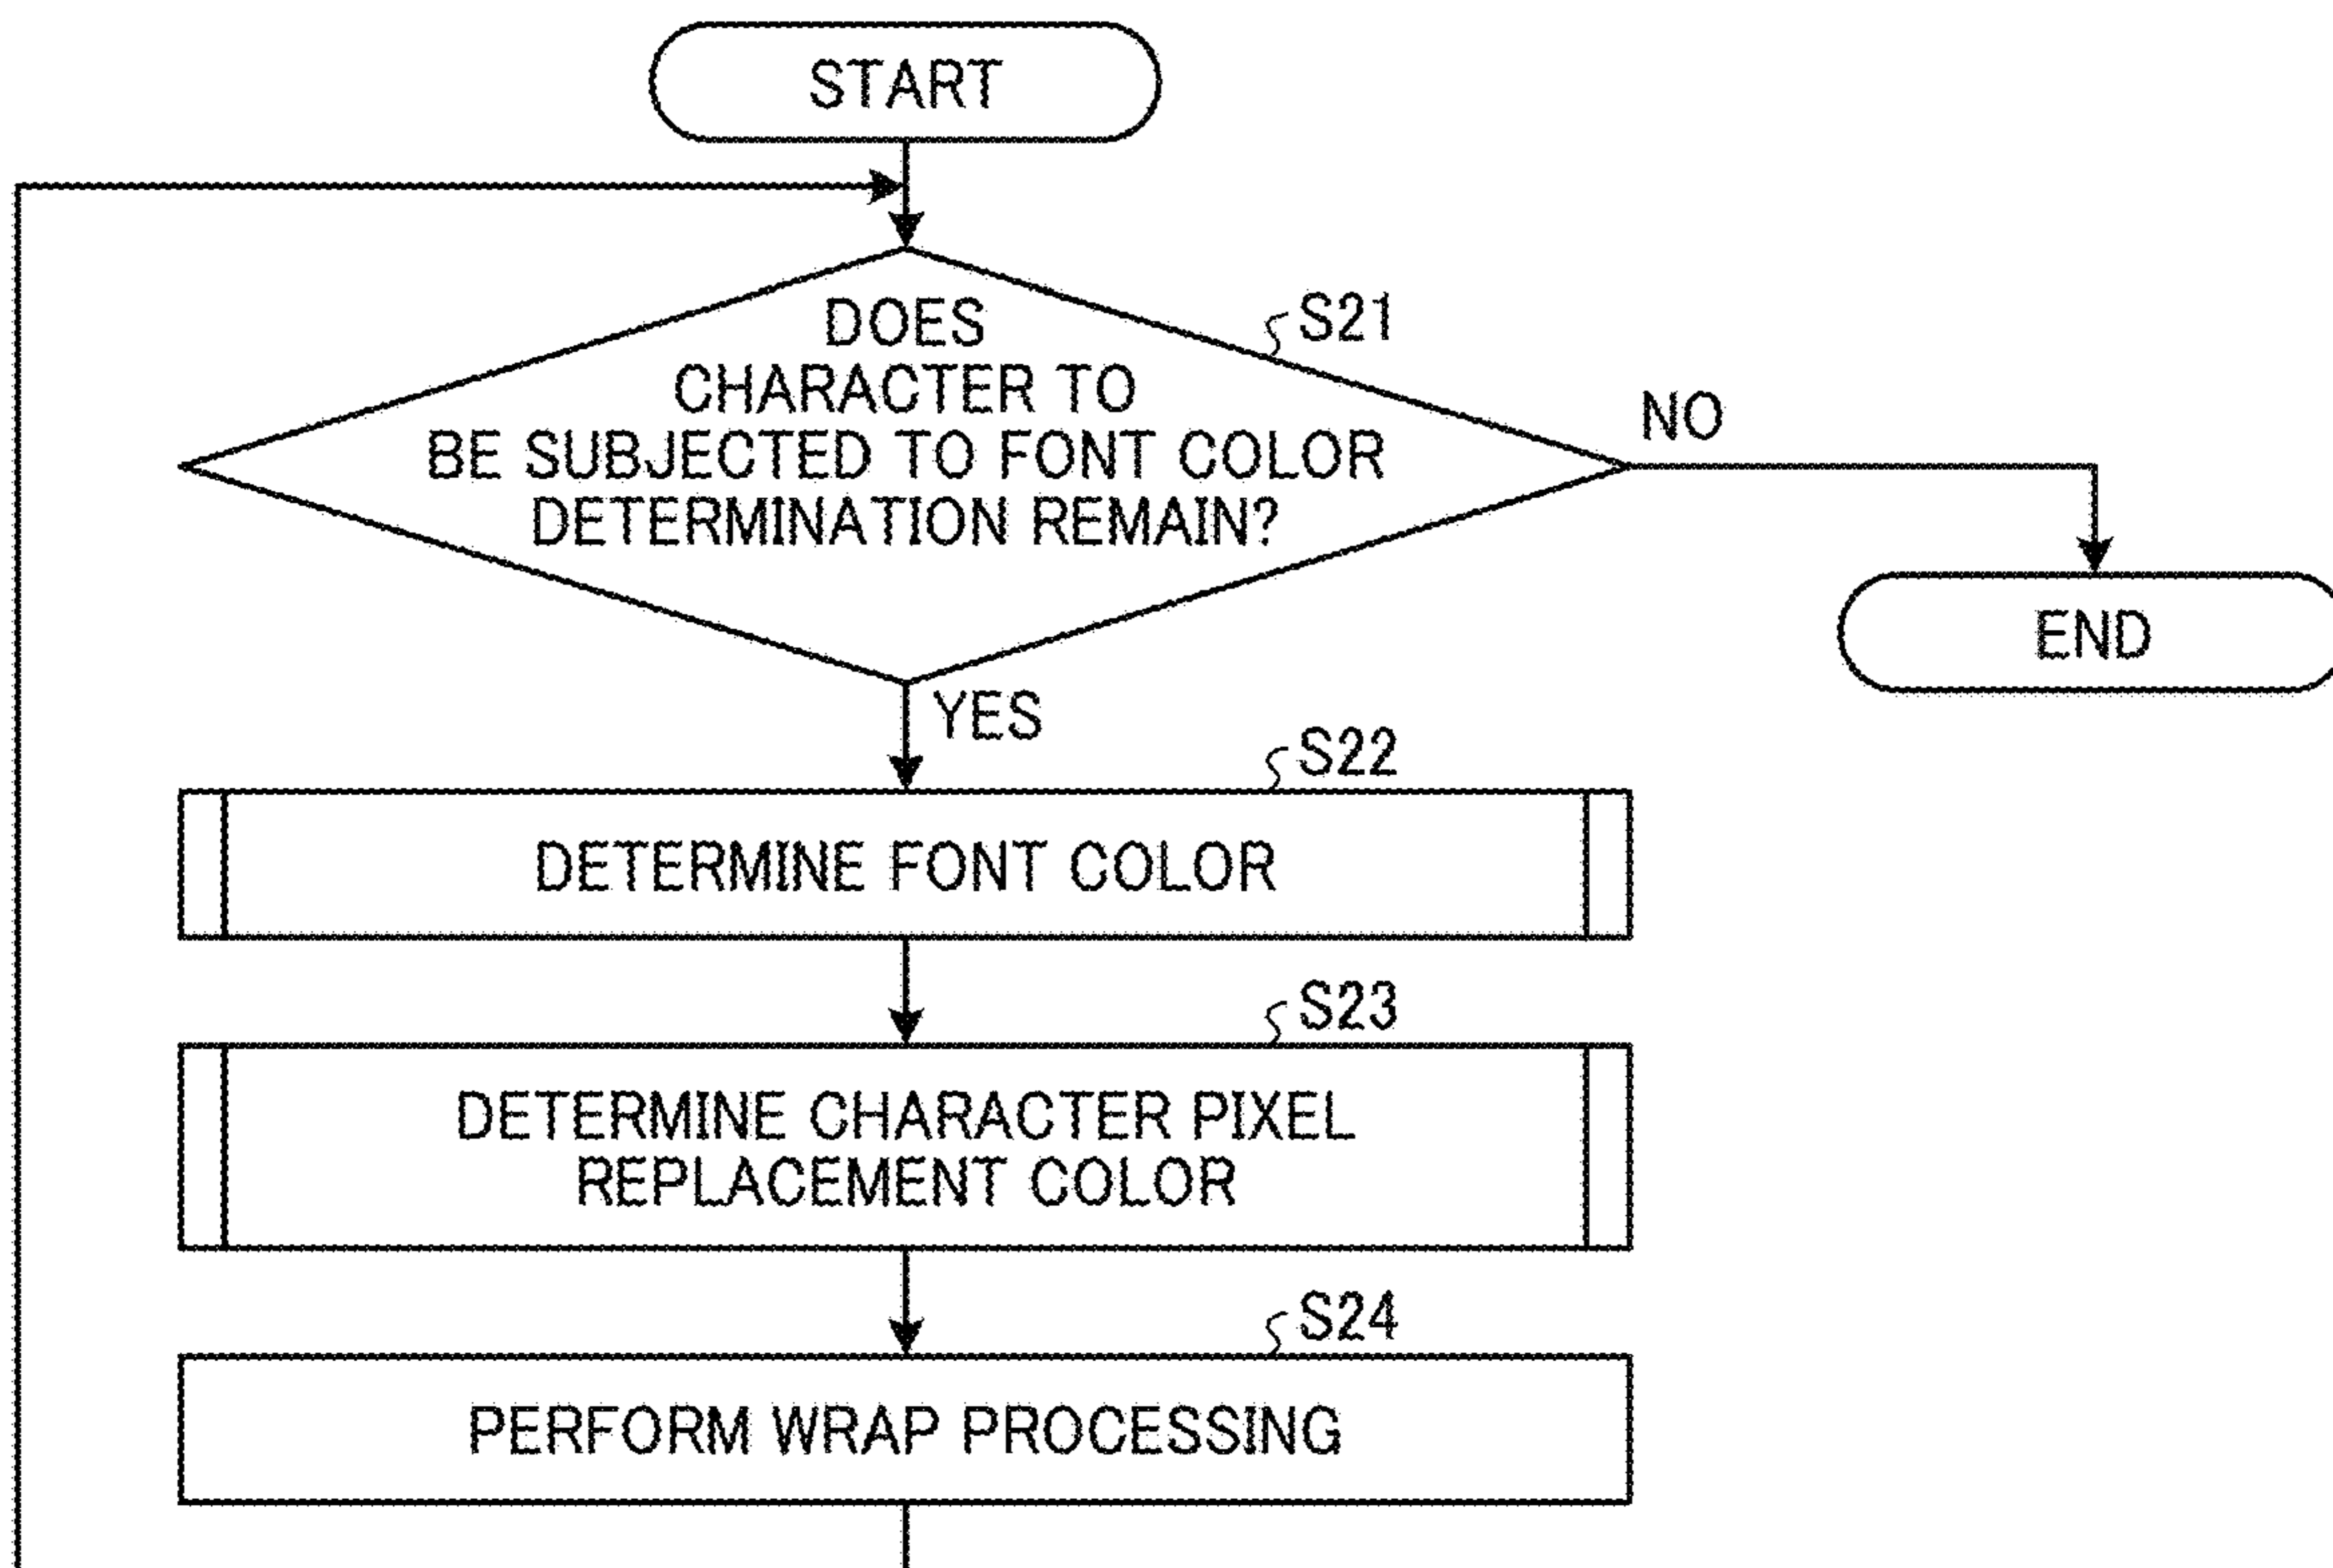 START
DOES
CHARACTER TO
BE SUBJECTED TO FONT COLOR
DETERMINATION REMAIN?
S21
NO
END
YES
S22
DETERMINE FONT COLOR
S23
DETERMINE CHARACTER PIXEL
REPLACEMENT COLOR
S24
PERFORM WRAP PROCESSING